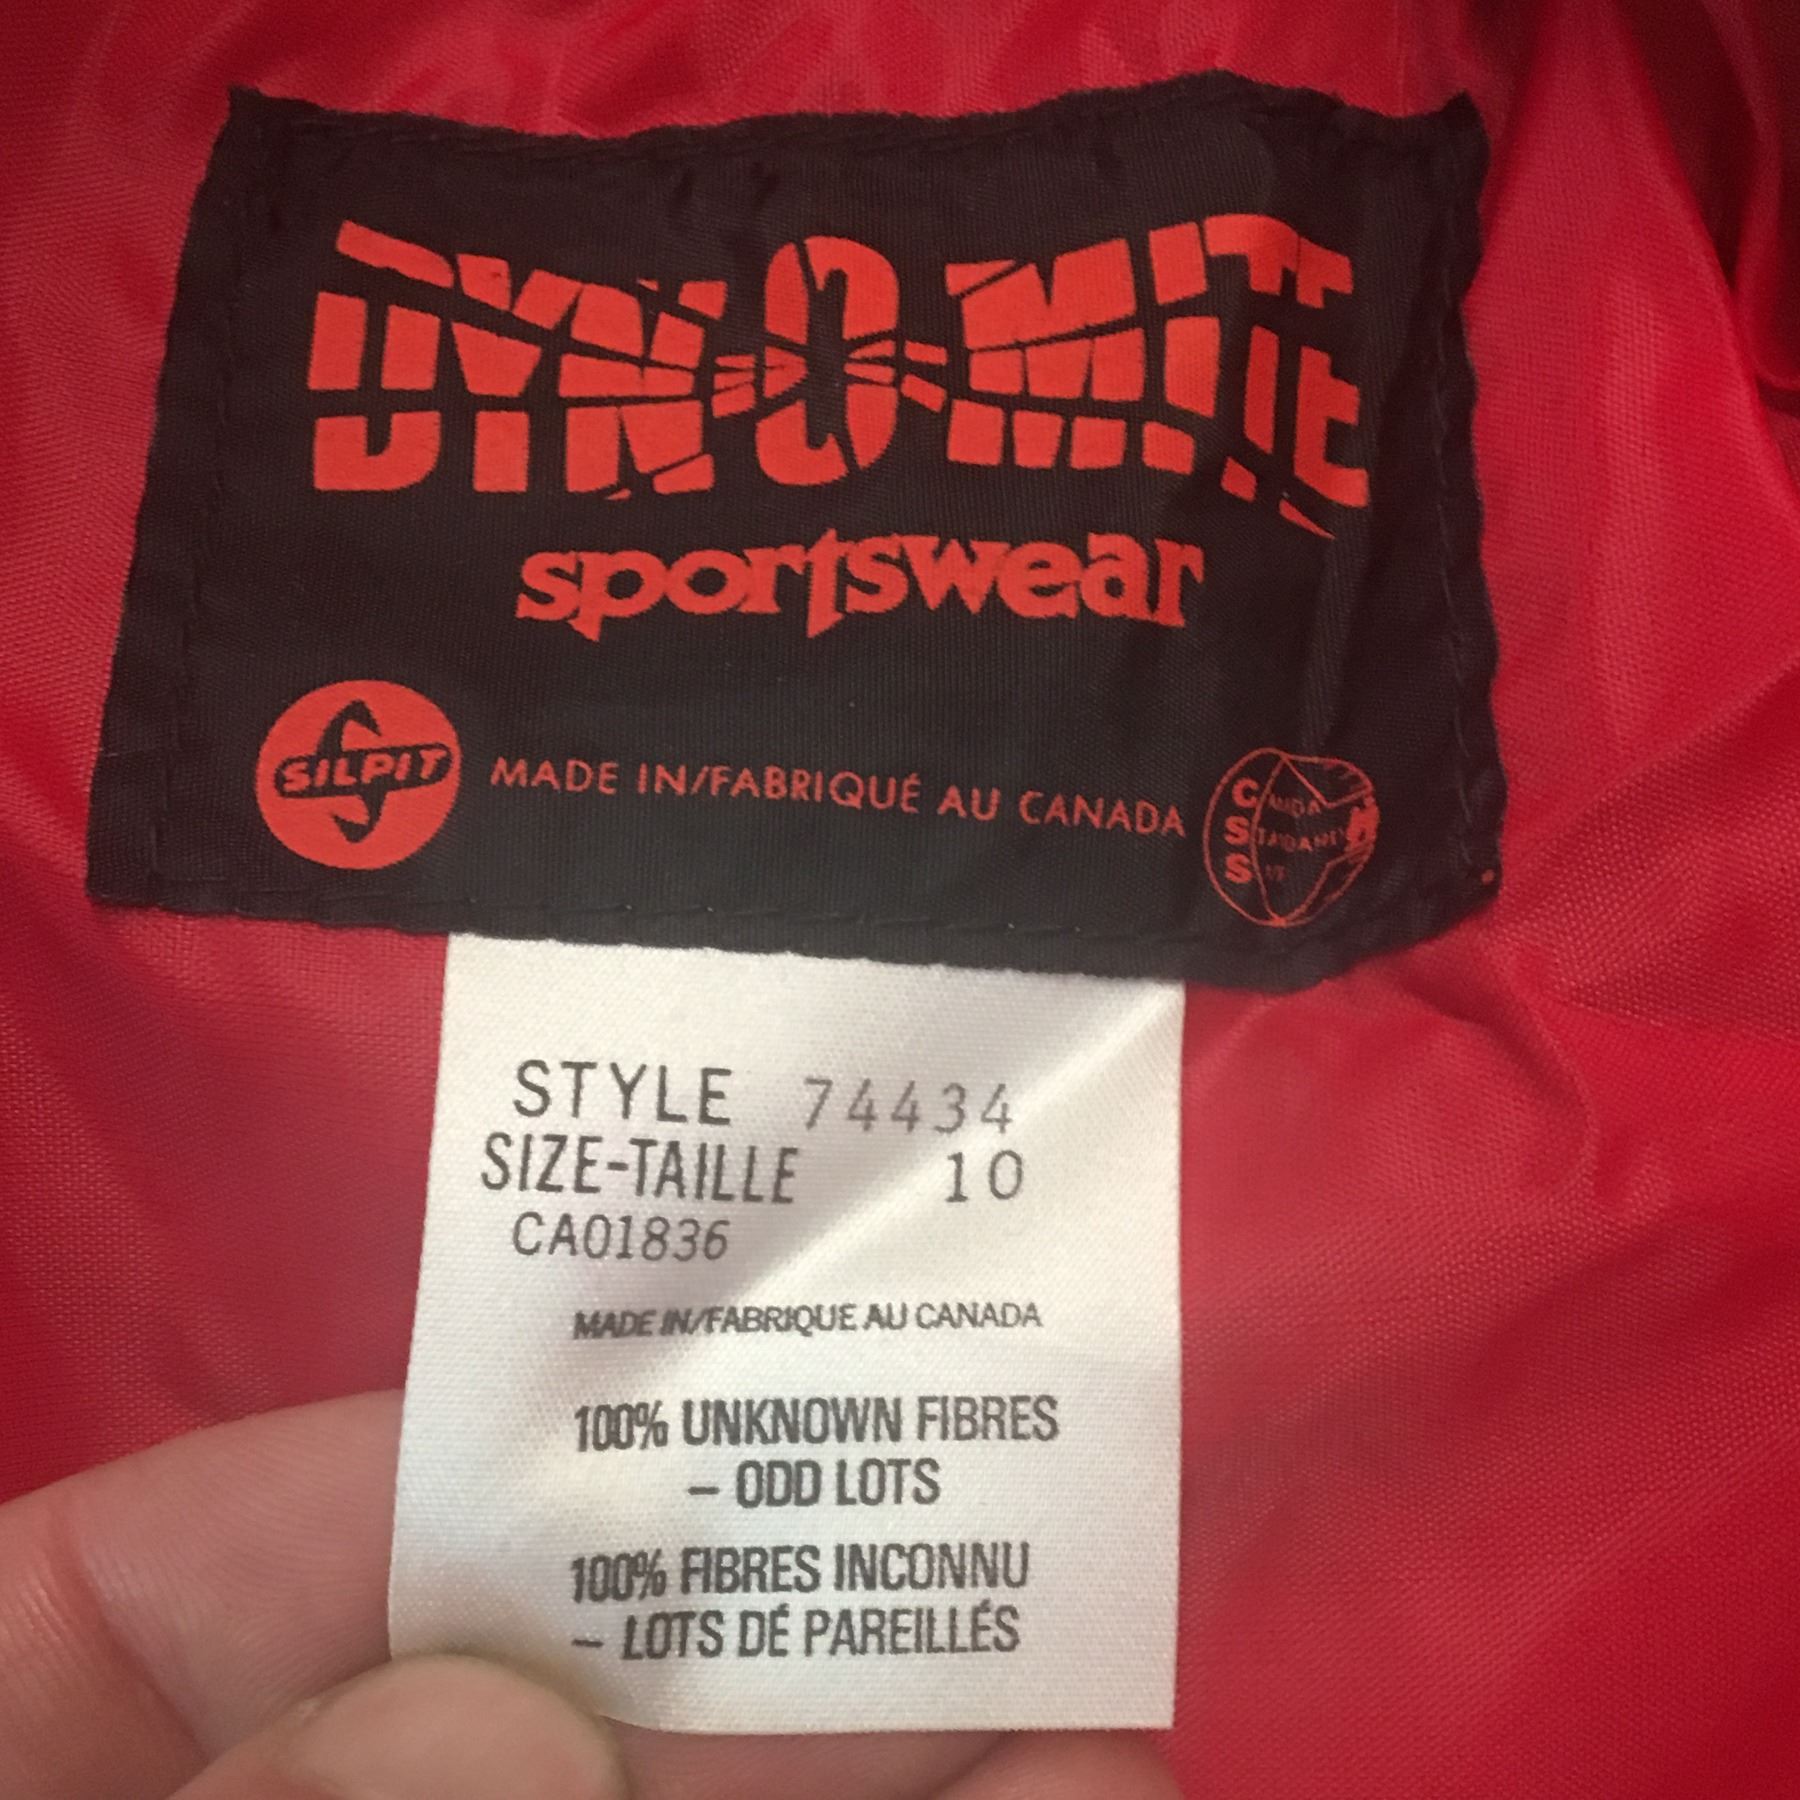 DYN-O-MITE
sportswear
SILPIT
MADE IN/FABRIQUÉ AU CANADA
C
S
S
STYLE 74434
SIZE-TAILLE 10
CA01836
MADE IN/FABRIQUE AU CANADA
100% UNKNOWN FIBRES
– ODD LOTS
100% FIBRES INCONNU
– LOTS DÉ PAREILLÉS